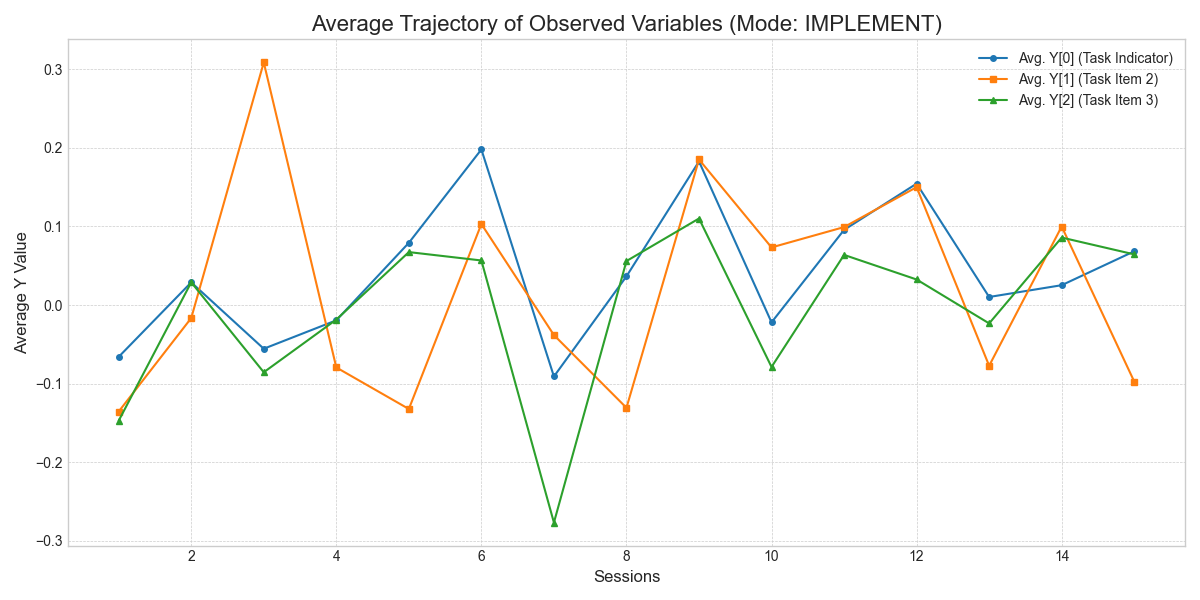 Average Trajectory of Observed Variables (Mode: IMPLEMENT)
Avg. Y[0] (Task Indicator)
Avg. Y[1] (Task Item 2)
Avg. Y[2] (Task Item 3)
Average Y Value
0.3
0.2
0.1
0.0
−0.1
−0.2
−0.3
2 4 6 8 10 12 14
Sessions